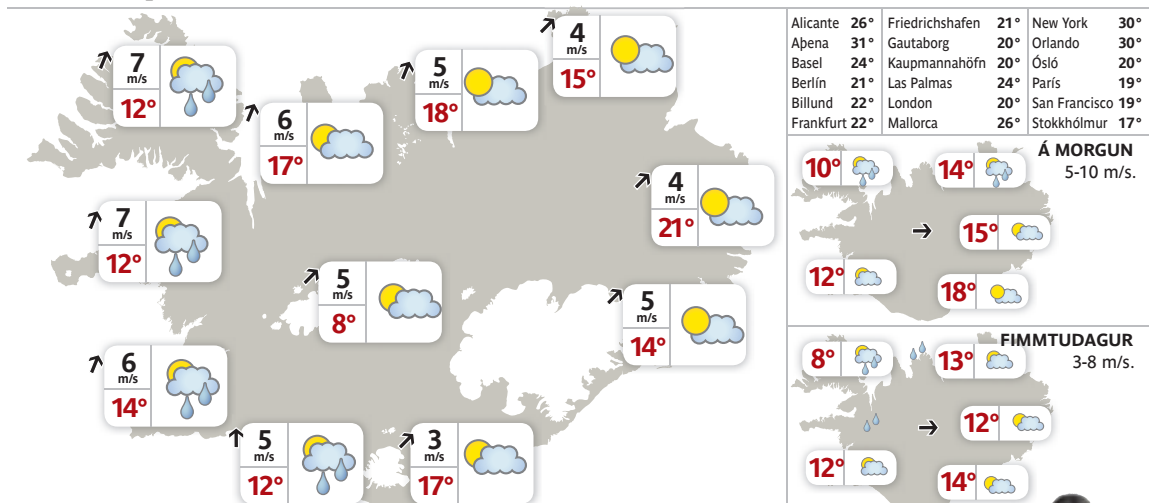 4
m/s
15°
7
m/s
12°
5
m/s
18°
6
m/s
17°
4
m/s
21°
7
m/s
12°
5
m/s
8°
5
m/s
14°
6
m/s
14°
5
m/s
12°
3
m/s
17°
Alicante 26°
Aþena 31°
Basel 24°
Berlín 21°
Billund 22°
Frankfurt 22°
Friedrichshafen 21°
Gautaborg 20°
Kaupmannahöfn 20°
Las Palmas 24°
London 20°
Mallorca 26°
New York 30°
Orlando 30°
Ósló 20°
París 19°
San Francisco 19°
Stokkhólmur 17°
Á MORGUN
5-10 m/s.
10°
14°
15°
12°
18°
FIMMTUDAGUR
3-8 m/s.
8°
13°
12°
12°
14°